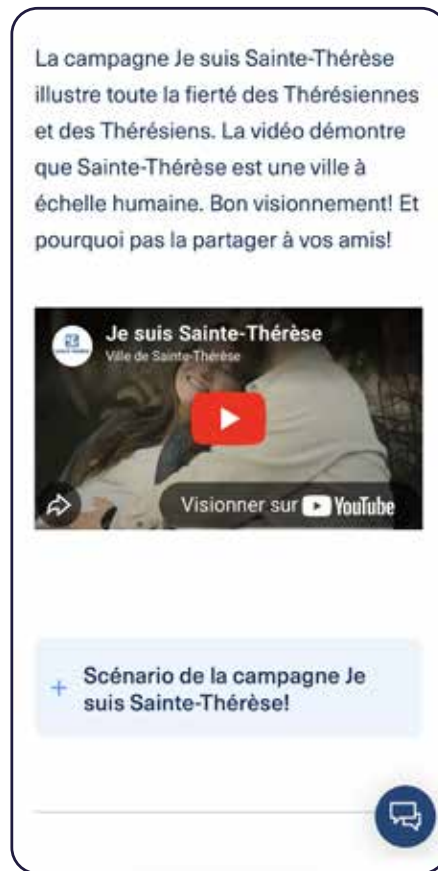 La campagne Je suis Sainte-Thérèse
illustre toute la fierté des Thérésiennes
et des Thérésiens. La vidéo démontre
que Sainte-Thérèse est une ville à
échelle humaine. Bon visionnement! Et
pourquoi pas la partager à vos amis!
Je suis Sainte-Thérèse
Ville de Sainte-Thérèse
Visionner sur YouTube
+ Scénario de la campagne Je
suis Sainte-Thérèse!